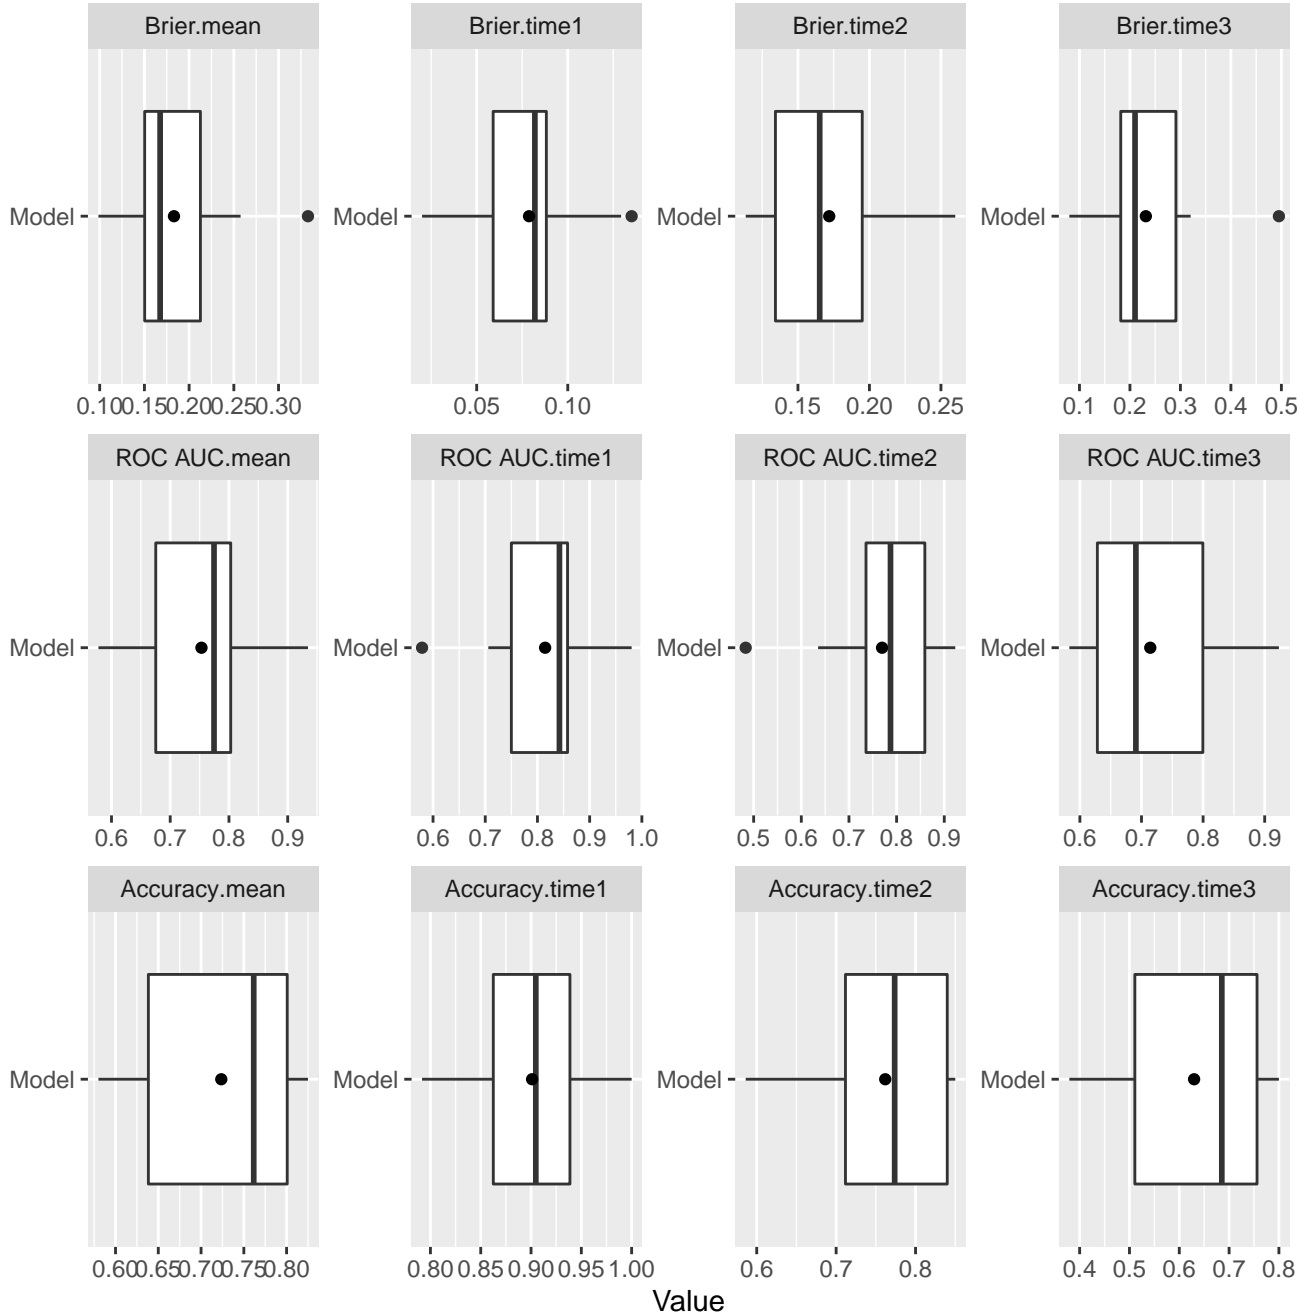 Brier.mean Brier.time1 Brier.time2 Brier.time3
Model Model Model Model
0.10 0.15 0.20 0.25 0.30 0.05 0.10 0.15 0.20 0.25 0.1 0.2 0.3 0.4 0.5
ROC AUC.mean ROC AUC.time1 ROC AUC.time2 ROC AUC.time3
Model Model Model Model
0.6 0.7 0.8 0.9 0.6 0.7 0.8 0.9 1.0 0.5 0.6 0.7 0.8 0.9 0.6 0.7 0.8 0.9
Accuracy.mean Accuracy.time1 Accuracy.time2 Accuracy.time3
Model Model Model Model
0.60 0.65 0.70 0.75 0.80 0.80 0.85 0.90 0.95 1.00 0.6 0.7 0.8 0.4 0.5 0.6 0.7 0.8
Value